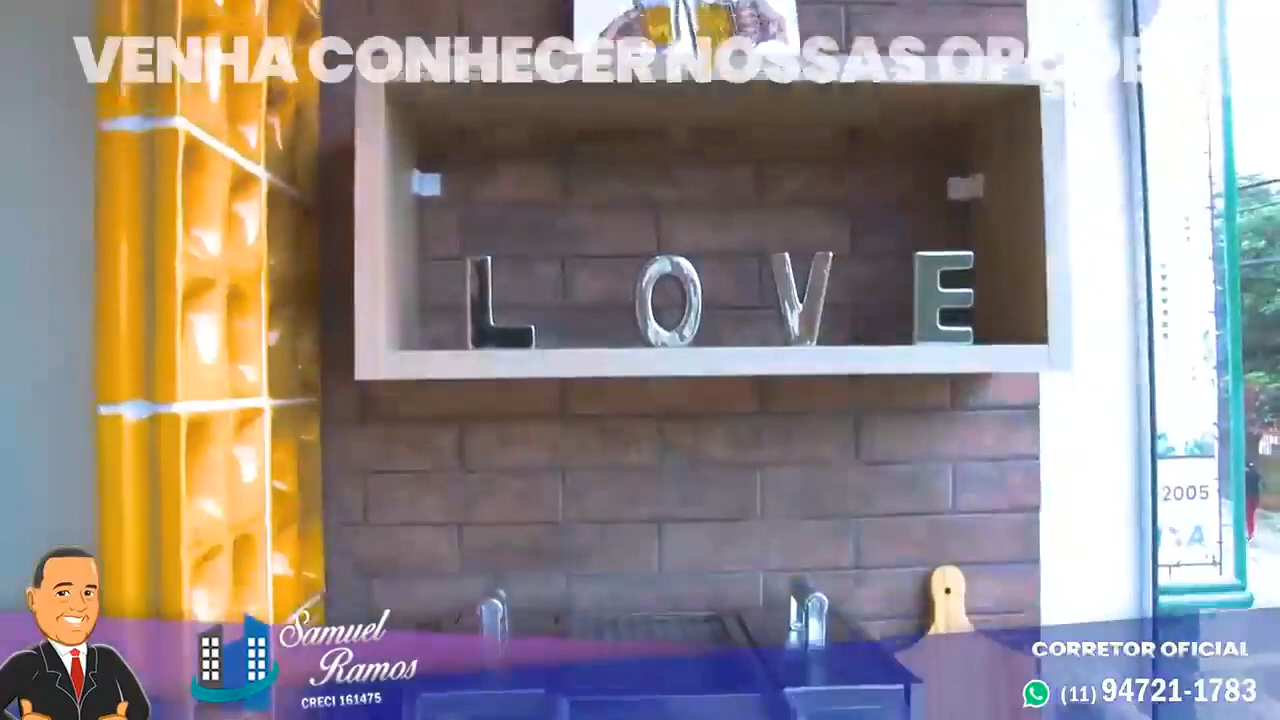 VENHA CONHECER NOSSAS
LOVE
2005
Samuel
Ramos
CRECI 161475
CORRETOR OFICIAL
(11) 94721-1783